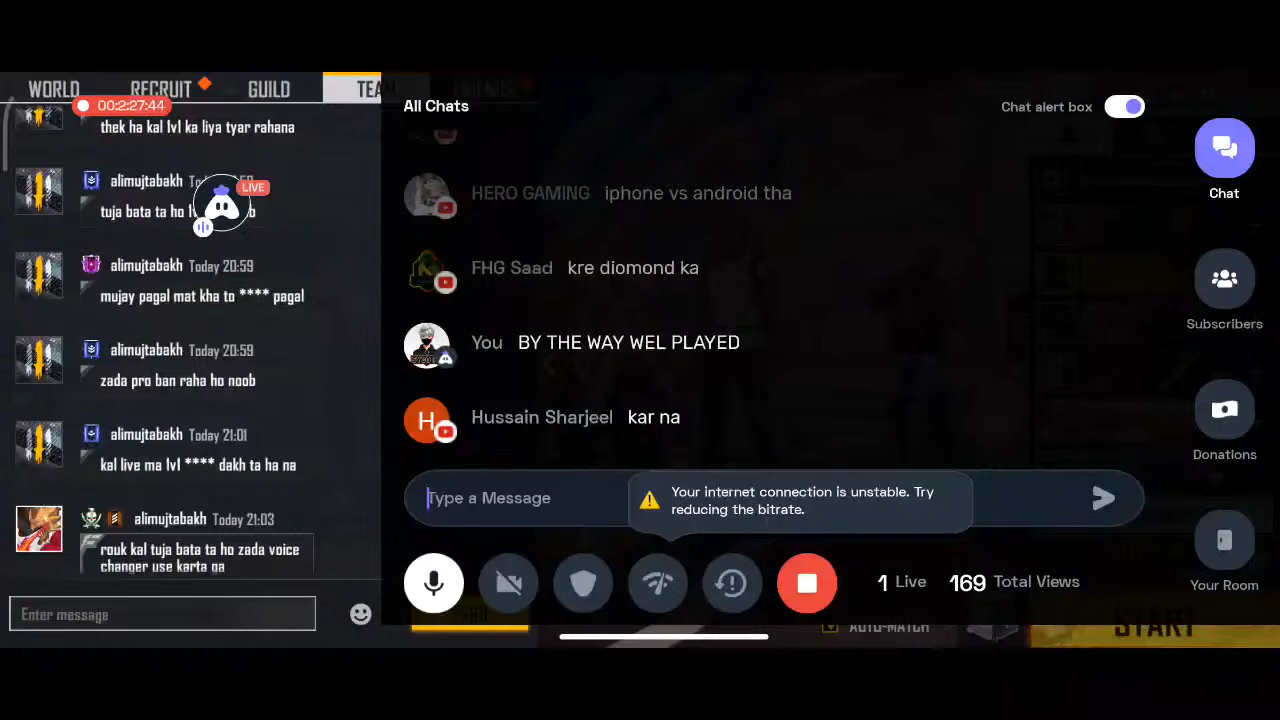 WORLD
RECRUIT
GUILD
00:2:27:44
thek ha kal lvl ka liya tyar rahana
alimujtabakh
LIVE
tuja bata ta ho
alimujtabakh Today 20:59
mujay pagal mat kha to **** pagal
alimujtabakh Today 20:59
zada pro ban raha ho noob
alimujtabakh Today 21:01
kal live ma lvl **** dakh ta ha na
alimujtabakh Today 21:03
rouk kal tuja bata ta ho zada voice
changer use karta ga
Enter message
All Chats
Chat alert box
HERO GAMING iphone vs android tha
FHG Saad kre diomond ka
You BY THE WAY WEL PLAYED
H
Hussain Sharjeel kar na
Type a Message
Your internet connection is unstable. Try
reducing the bitrate.
1 Live 169 Total Views
Chat
Subscribers
Donations
Your Room
AUTO-MATCH
START